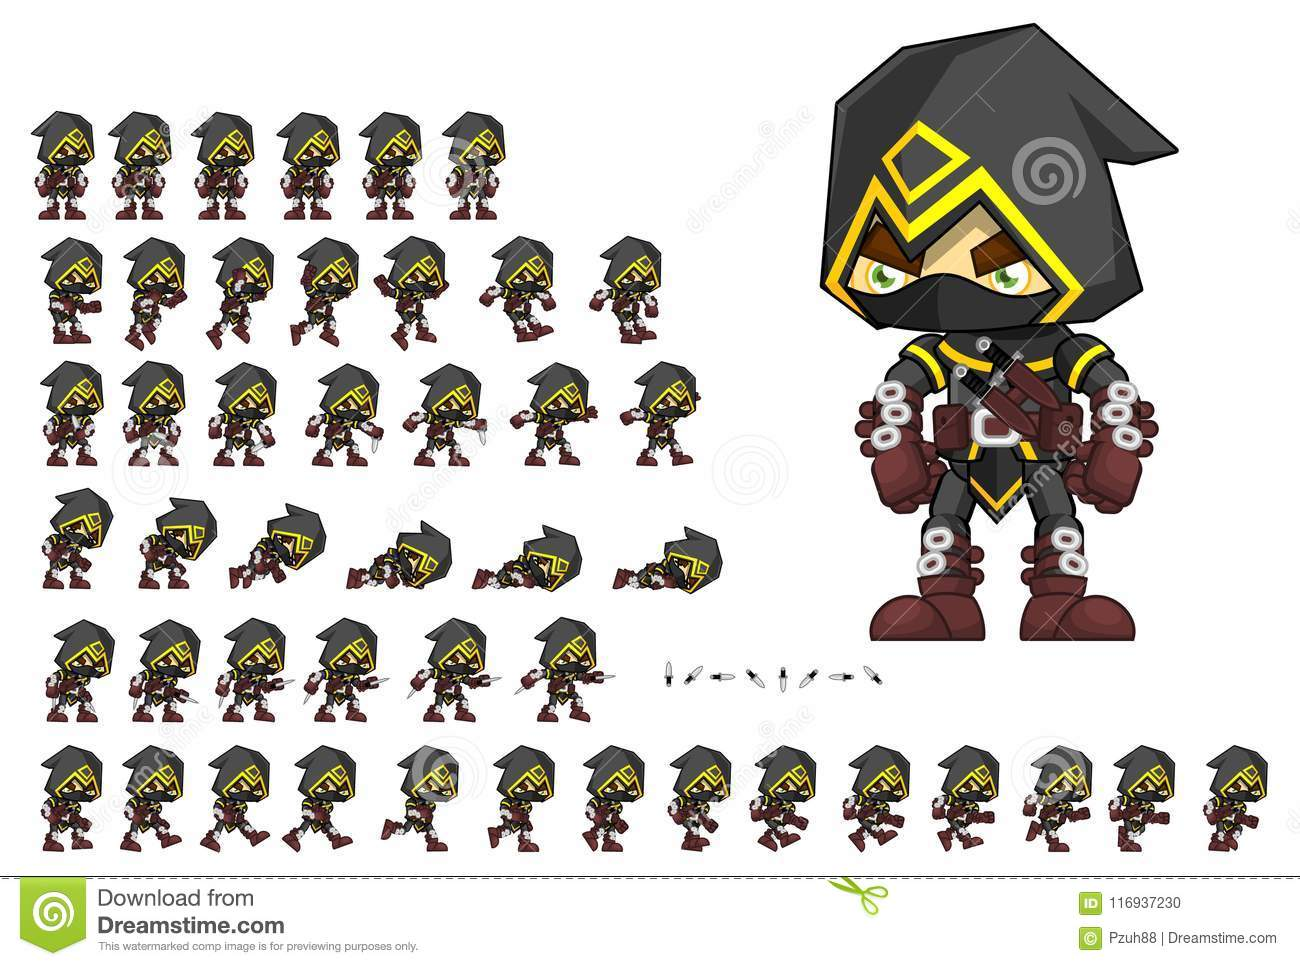 Download from
Dreamstime.com
This watermarked comp image is for previewing purposes only.
ID 116937230
© Pzuh88 | Dreamstime.com